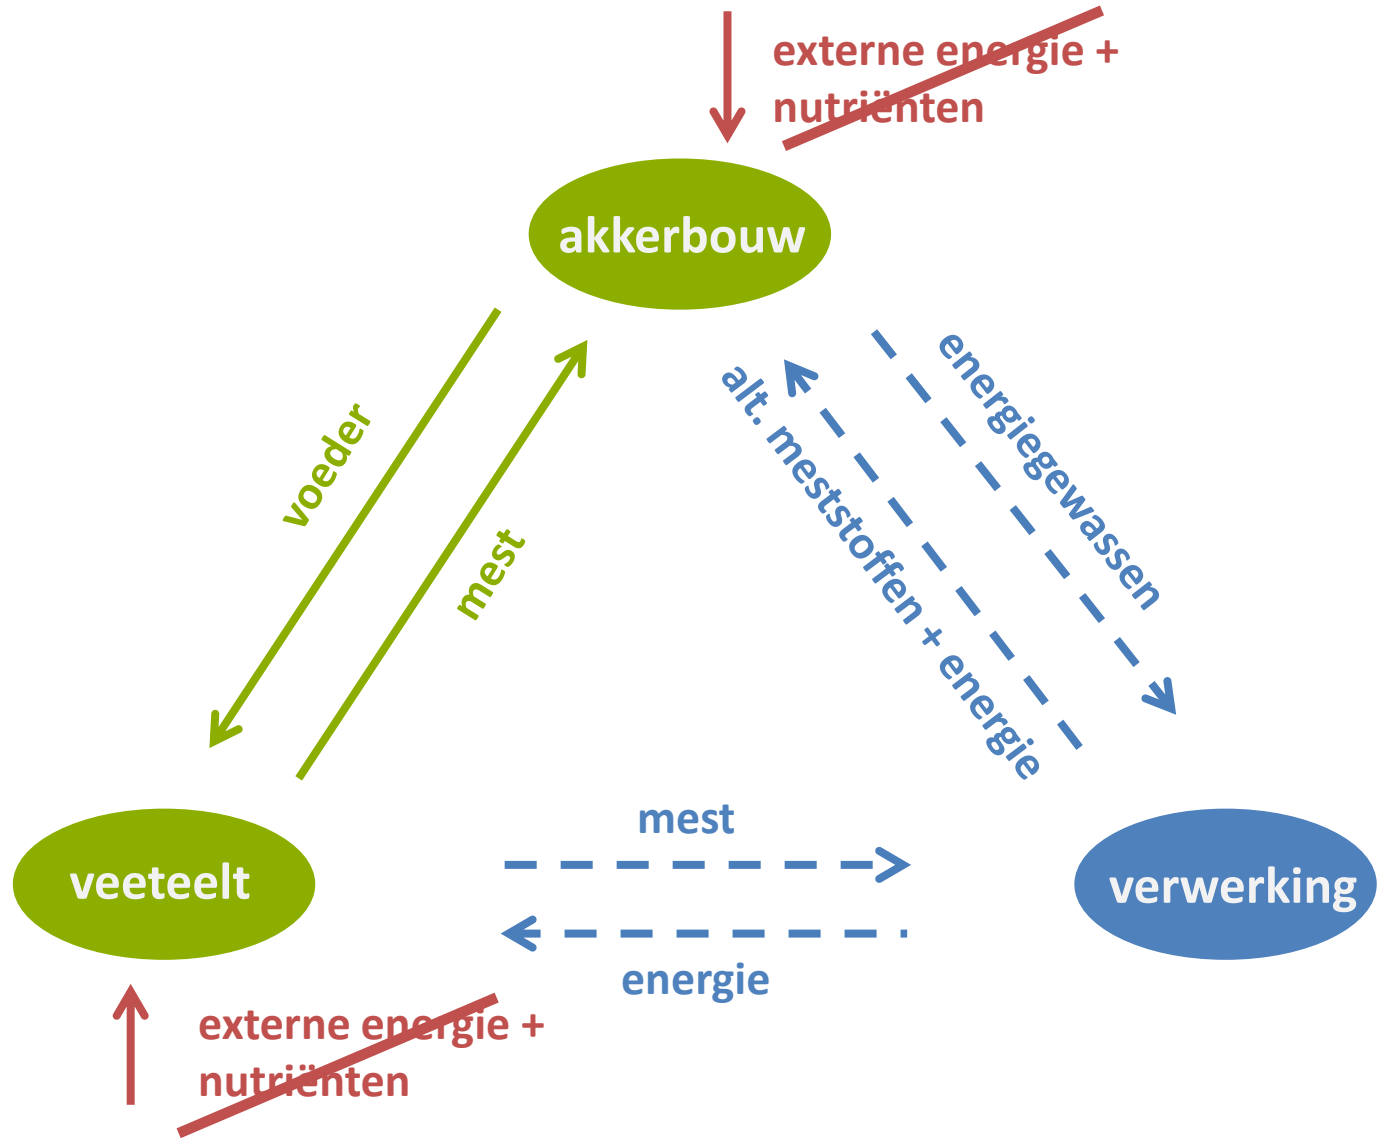 externe energie +
nutriënten
akkerbouw
voeder
mest
alt. meststoffen + energie
energiegewassen
mest
veeteelt
verwerking
energie
externe energie +
nutriënten